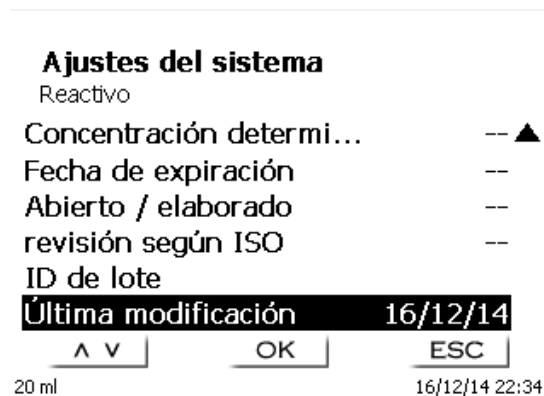 Ajustes del sistema
Reactivo
Concentración determi... --
Fecha de expiración --
Abierto / elaborado --
revisión según ISO --
ID de lote
Última modificación 16/12/14
OK ESC
20 ml 16/12/14 22:34